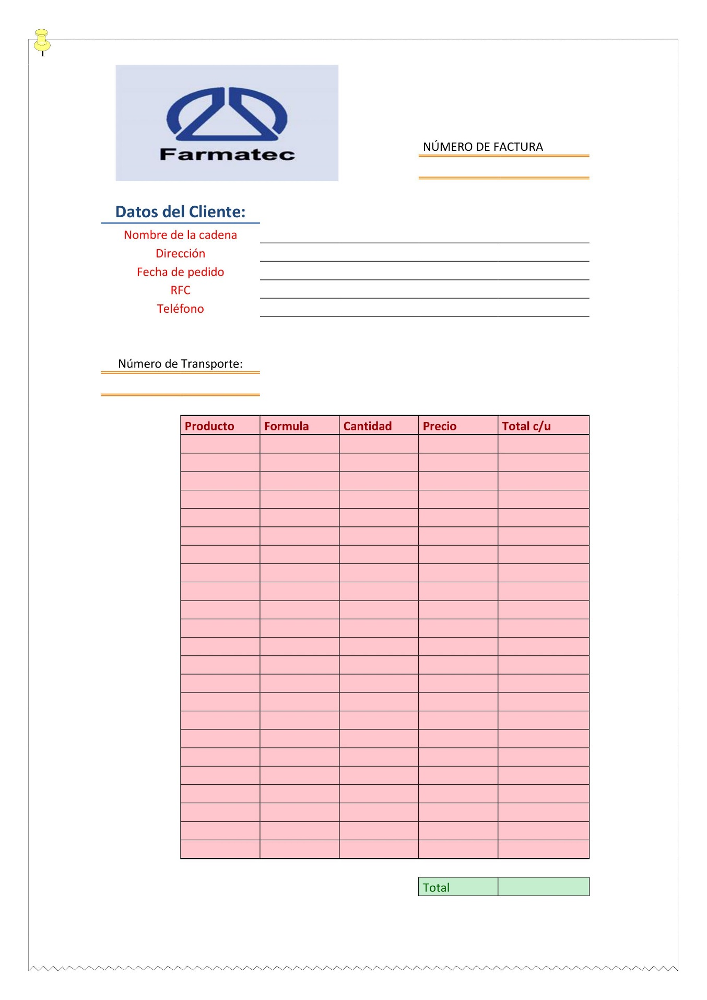 Farmatec
NÚMERO DE FACTURA
Datos del Cliente:
Nombre de la cadena
Dirección
Fecha de pedido
RFC
Teléfono
Número de Transporte:
Producto Formula Cantidad Precio Total c/u
Total